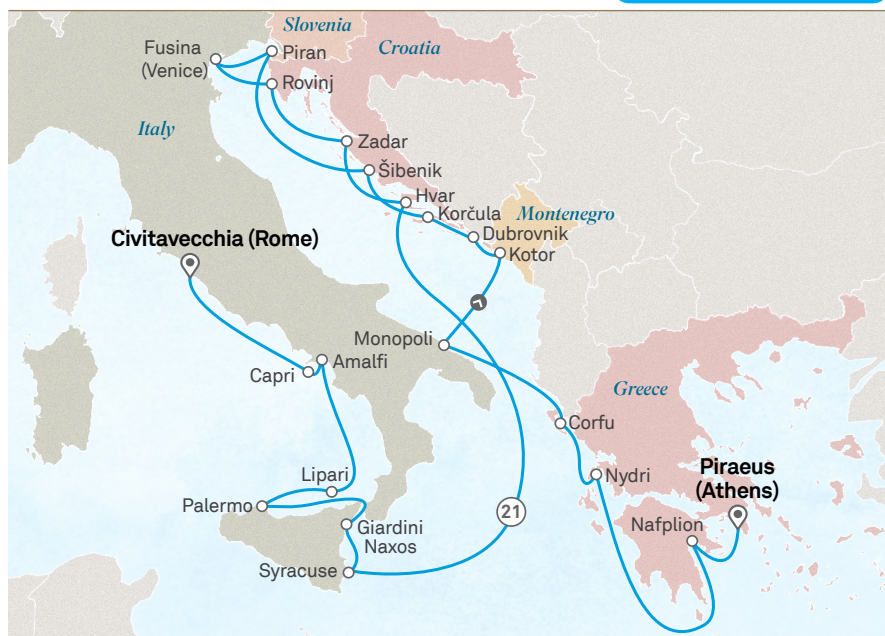 Slovenia
Croatia
Fusina
(Venice)
Piran
Rovinj
Italy
Zadar
Šibenik
Hvar
Korčula
Montenegro
Dubrovnik
Kotor
Civitavecchia (Rome)
Monopoli
Amalfi
Capri
Greece
Corfu
Lipari
Nydri
Piraeus
(Athens)
Palermo
21
Giardini
Naxos
Nafplion
Syracuse